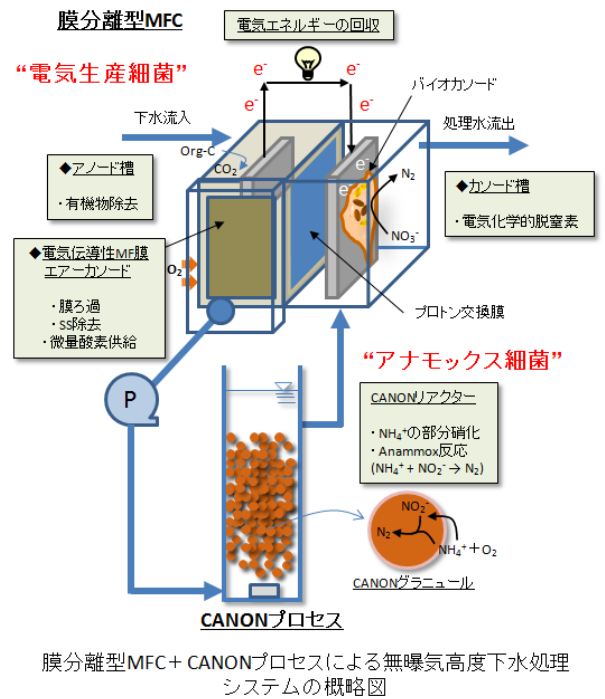 膜分離型MFC
電気エネルギーの回収
“電気生産細菌”
e-
e-
e-
e-
バイオカソード
下水流入
処理水流出
Org-C
CO2
e-
e-
N2
NO3-
◆アノード槽
・有機物除去
◆カソード槽
・電気化学的脱窒素
◆電気伝導性MF膜
エアーカソード
・膜ろ過
・SS除去
・微量酸素供給
O2
プロトン交換膜
“アナモックス細菌”
P
CANONリアクター
・NH4+の部分硝化
・Anammox反応
(NH4+ + NO2-→ N2)
NO2-
N2
NH4+＋O2
CANONグラニュール
CANONプロセス
膜分離型MFC＋CANONプロセスによる無曝気高度下水処理
システムの概略図